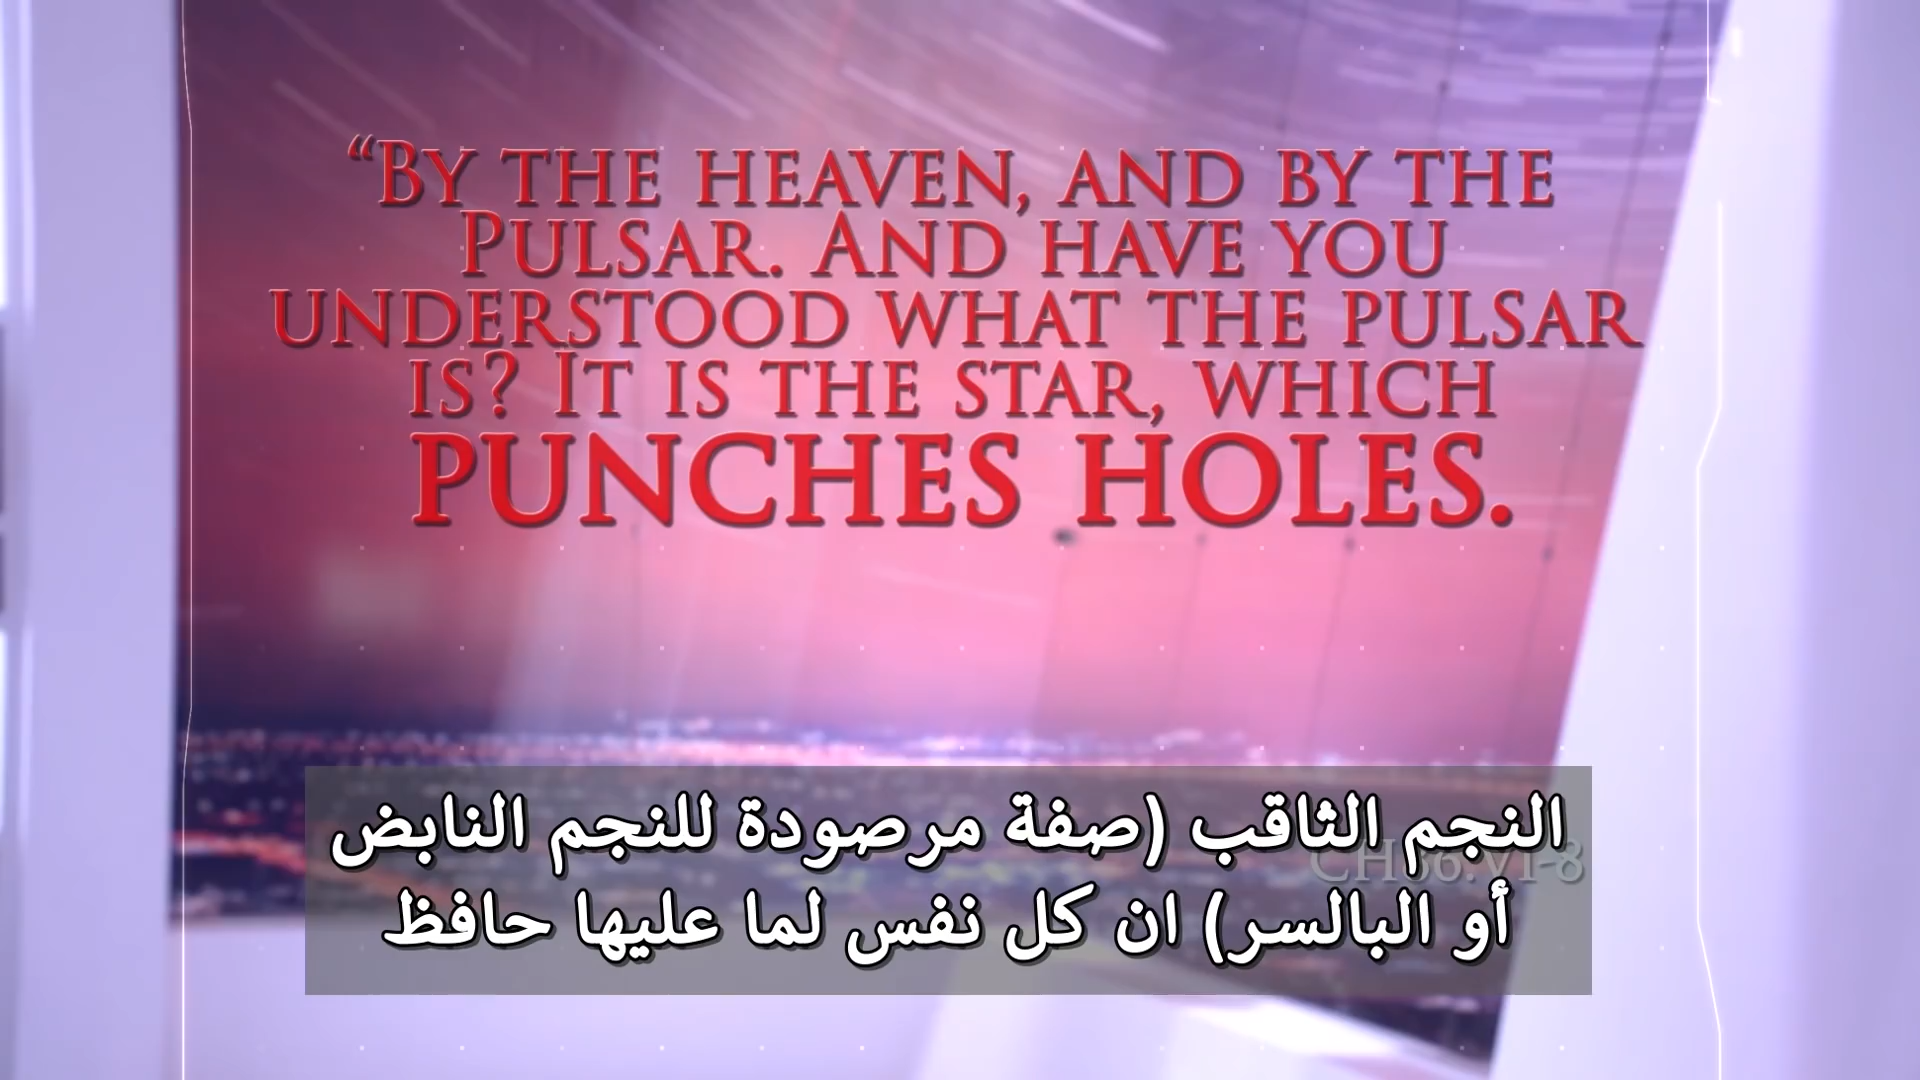 “BY THE HEAVEN, AND BY THE
PULSAR. AND HAVE YOU
UNDERSTOOD WHAT THE PULSAR
IS? IT IS THE STAR, WHICH
PUNCHES HOLES.
النجم الثاقب (صفة مرصودة للنجم النابض
أو البالسر) ان كل نفس لما عليها حافظ